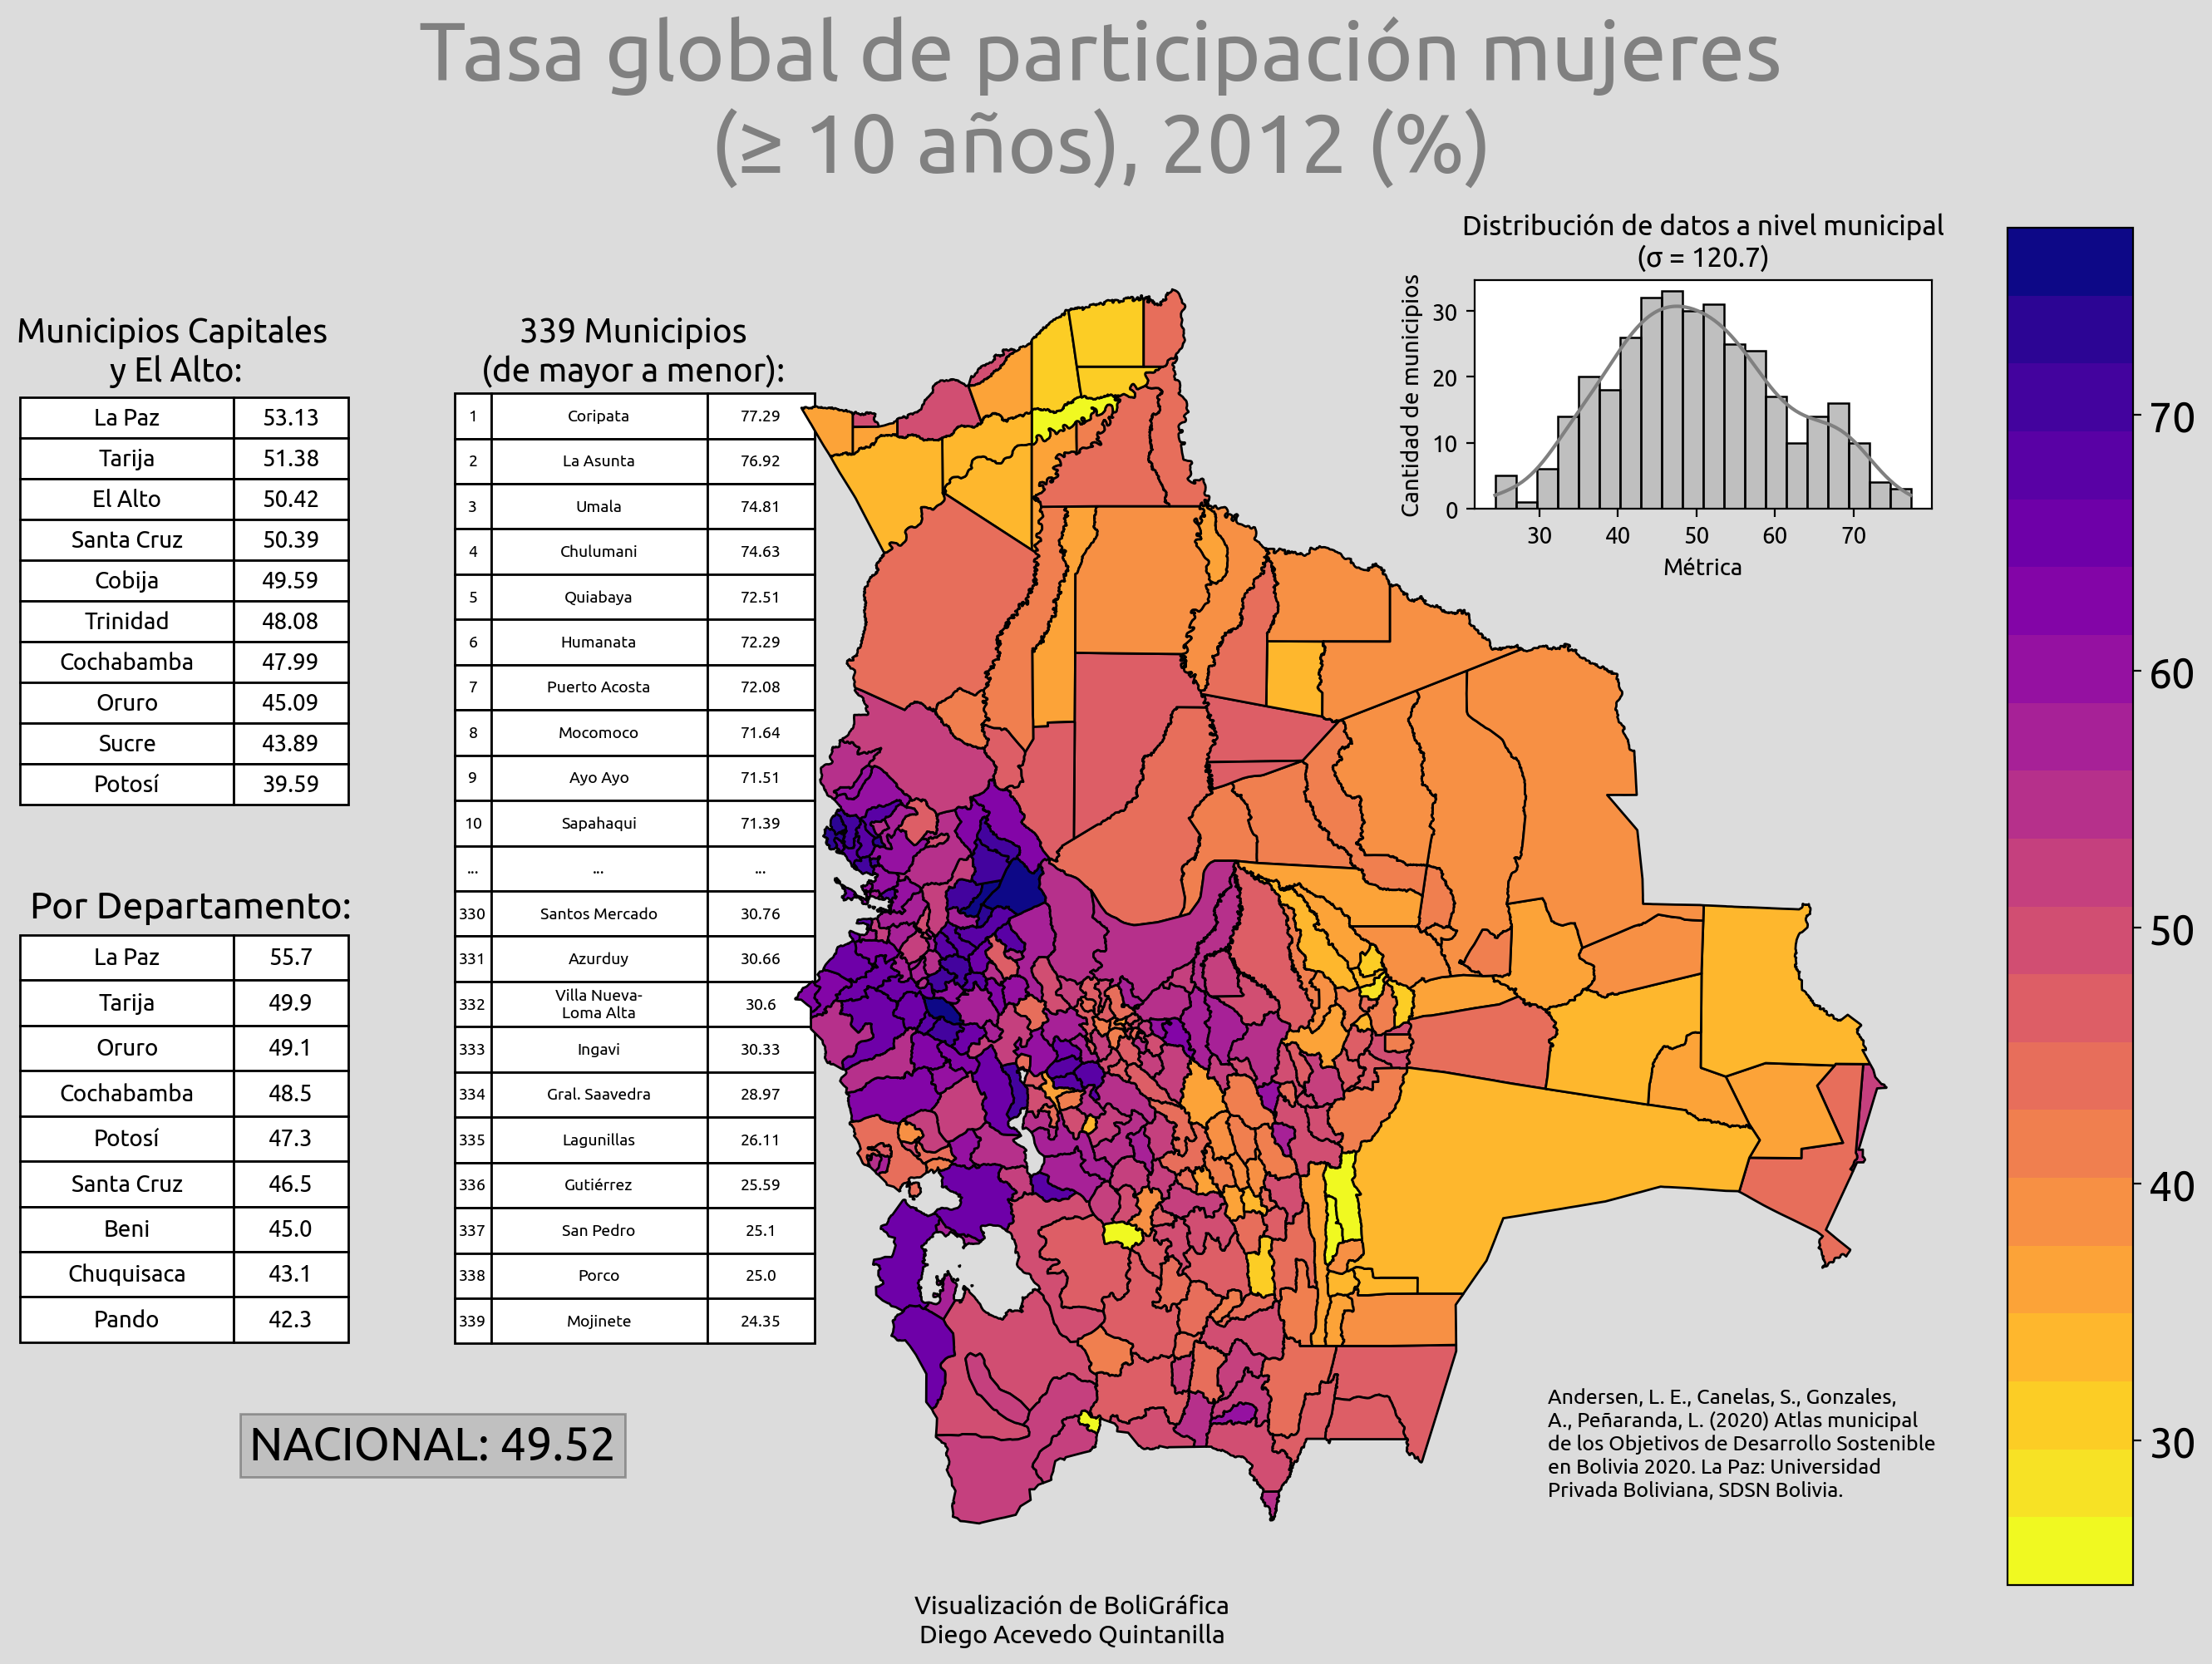 Tasa global de participación mujeres
(≥ 10 años), 2012 (%)
Municipios Capitales
y El Alto:
La Paz 53.13
Tarija 51.38
El Alto 50.42
Santa Cruz 50.39
Cobija 49.59
Trinidad 48.08
Cochabamba 47.99
Oruro 45.09
Sucre 43.89
Potosí 39.59
Por Departamento:
La Paz 55.7
Tarija 49.9
Oruro 49.1
Cochabamba 48.5
Potosí 47.3
Santa Cruz 46.5
Beni 45.0
Chuquisaca 43.1
Pando 42.3
NACIONAL: 49.52
339 Municipios
(de mayor a menor):
1 Coripata 77.29
2 La Asunta 76.92
3 Umala 74.81
4 Chulumani 74.63
5 Quiabaya 72.51
6 Humanata 72.29
7 Puerto Acosta 72.08
8 Mocomoco 71.64
9 Ayo Ayo 71.51
10 Sapahaqui 71.39
... ... ...
330 Santos Mercado 30.76
331 Azurduy 30.66
332 Villa Nueva-
Loma Alta 30.6
333 Ingavi 30.33
334 Gral. Saavedra 28.97
335 Lagunillas 26.11
336 Gutiérrez 25.59
337 San Pedro 25.1
338 Porco 25.0
339 Mojinete 24.35
Distribución de datos a nivel municipal
(σ = 120.7)
Cantidad de municipios
30
20
10
0
30 40 50 60 70
Métrica
70
60
50
40
30
Andersen, L. E., Canelas, S., Gonzales,
A., Peñaranda, L. (2020) Atlas municipal
de los Objetivos de Desarrollo Sostenible
en Bolivia 2020. La Paz: Universidad
Privada Boliviana, SDSN Bolivia.
Visualización de BoliGráfica
Diego Acevedo Quintanilla